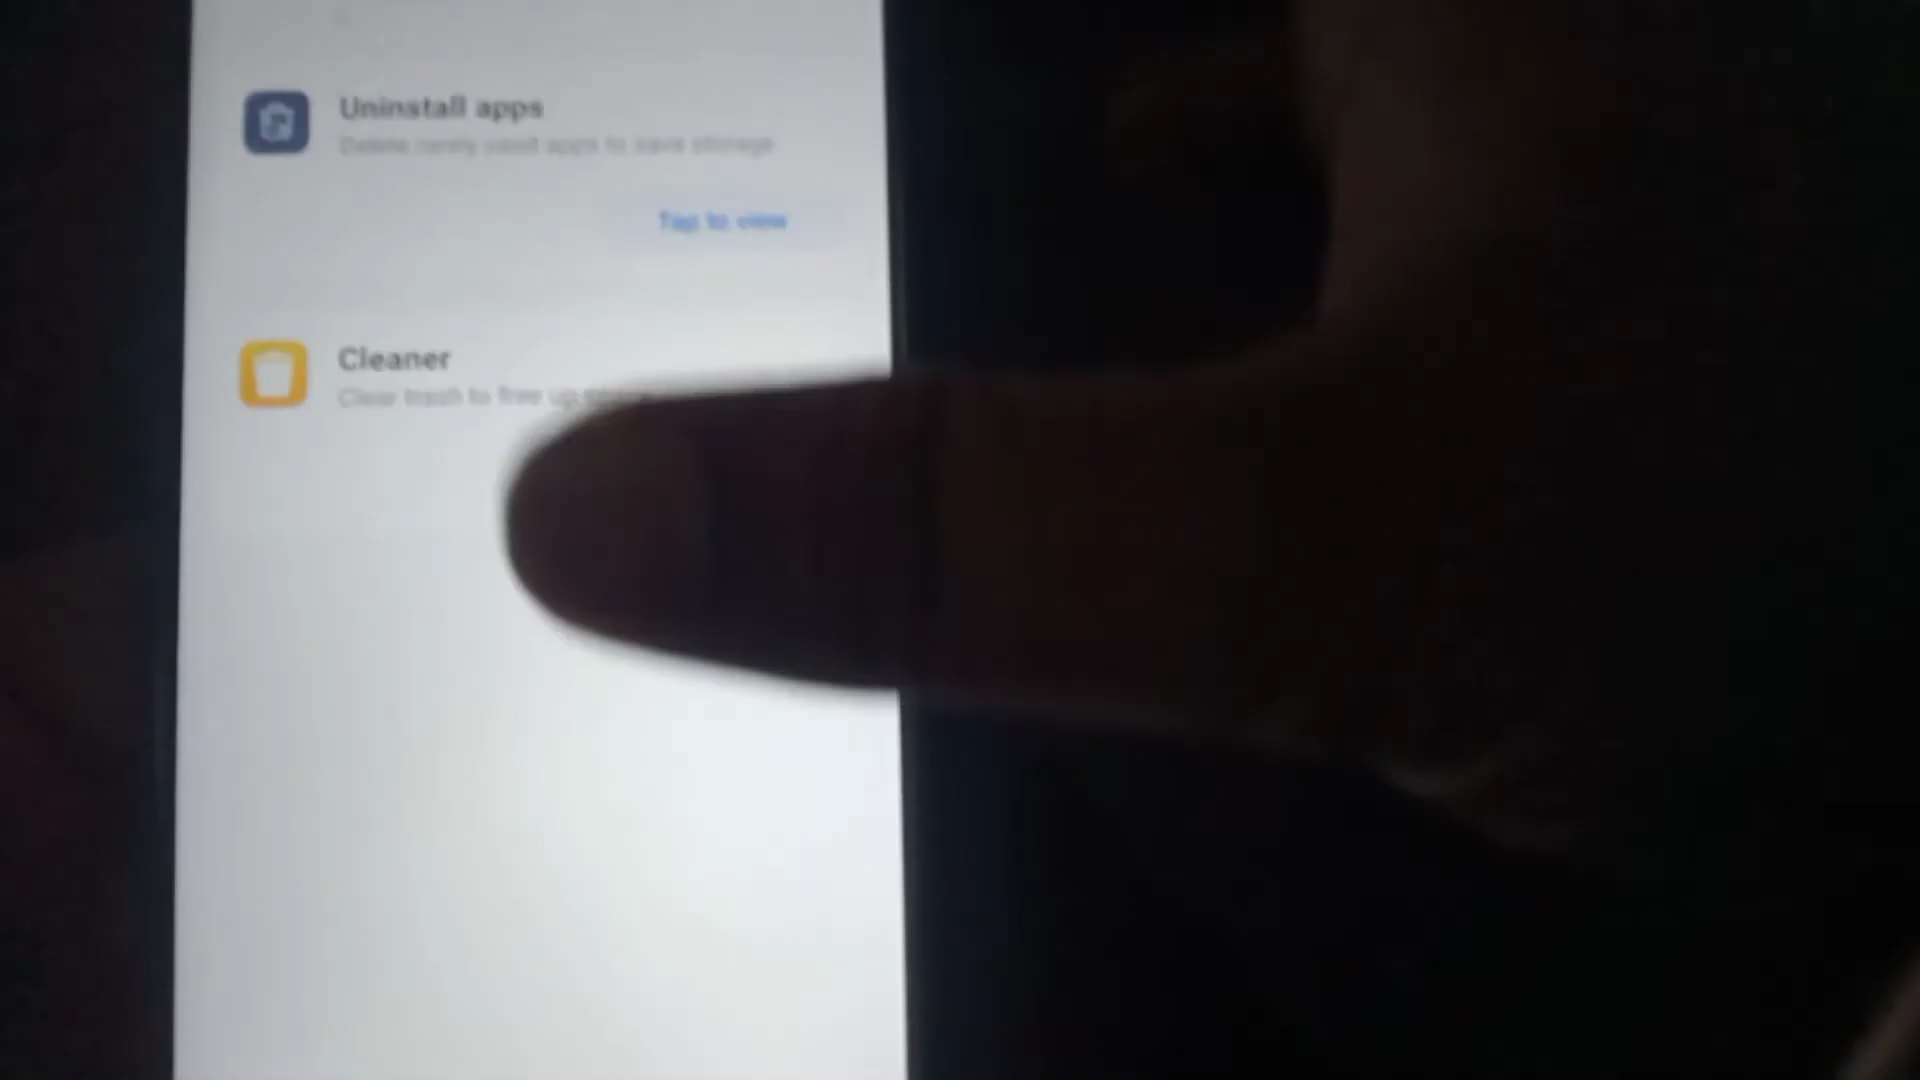 Uninstall apps
Delete rarely used apps to save storage
Tap to view
Cleaner
Clear trash to free up